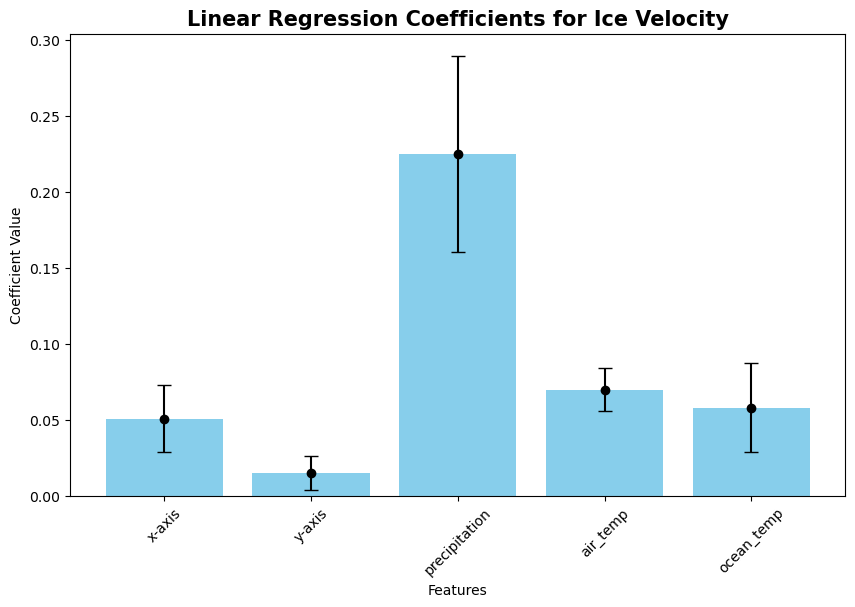 Linear Regression Coefficients for Ice Velocity
0.30
0.25
0.20
0.15
0.10
0.05
0.00
Coefficient Value
x-axis
y-axis
precipitation
air_temp
ocean_temp
Features